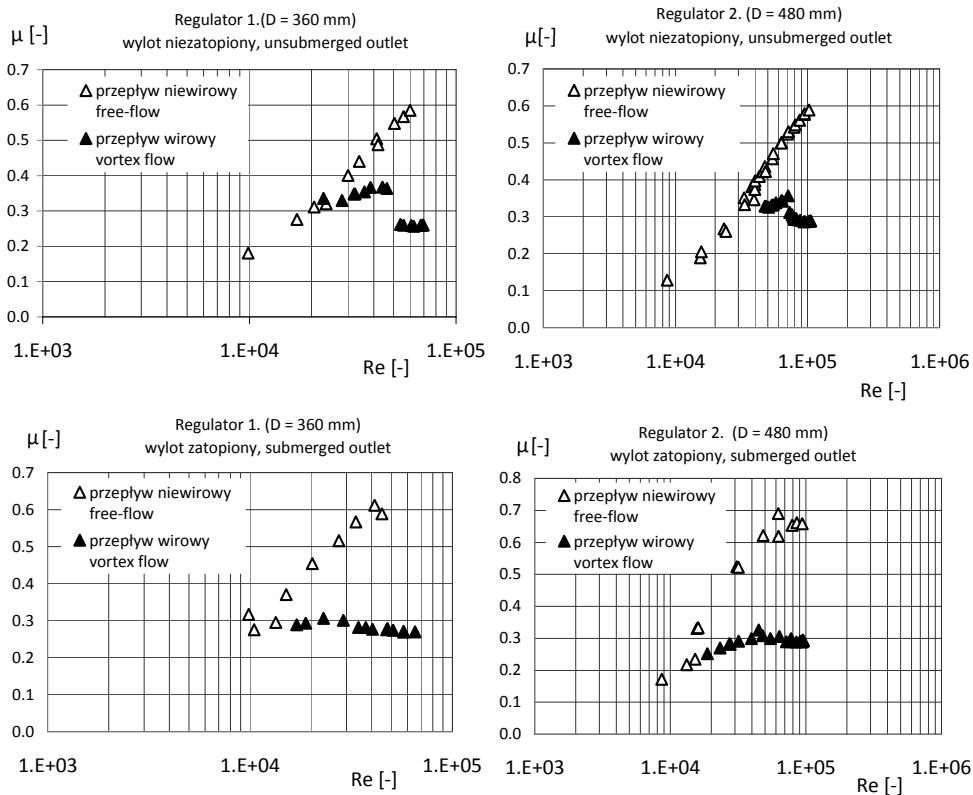 Regulator 1.(D = 360 mm)
wylot niezatopiony, unsubmerged outlet
μ [-]
0.7
0.6
0.5
0.4
0.3
0.2
0.1
0.0
przepływ niewirowy
free-flow
przepływ wirowy
vortex flow
1.E+03
1.E+04
1.E+05
Re [-]
Regulator 2. (D = 480 mm)
wylot niezatopiony, unsubmerged outlet
μ[-]
0.7
0.6
0.5
0.4
0.3
0.2
0.1
0.0
przepływ niewirowy
free-flow
przepływ wirowy
vortex flow
1.E+03
1.E+04
1.E+05
1.E+06
Re [-]
Regulator 1. (D = 360 mm)
wylot zatopiony, submerged outlet
μ [-]
0.7
0.6
0.5
0.4
0.3
0.2
0.1
0.0
przepływ niewirowy
free-flow
przepływ wirowy
vortex flow
1.E+03
1.E+04
1.E+05
Re [-]
Regulator 2. (D = 480 mm)
wylot zatopiony, submerged outlet
μ[-]
0.8
0.7
0.6
0.5
0.4
0.3
0.2
0.1
0.0
przepływ niewirowy
free-flow
przepływ wirowy
vortex flow
1.E+03
1.E+04
1.E+05
1.E+06
Re [-]